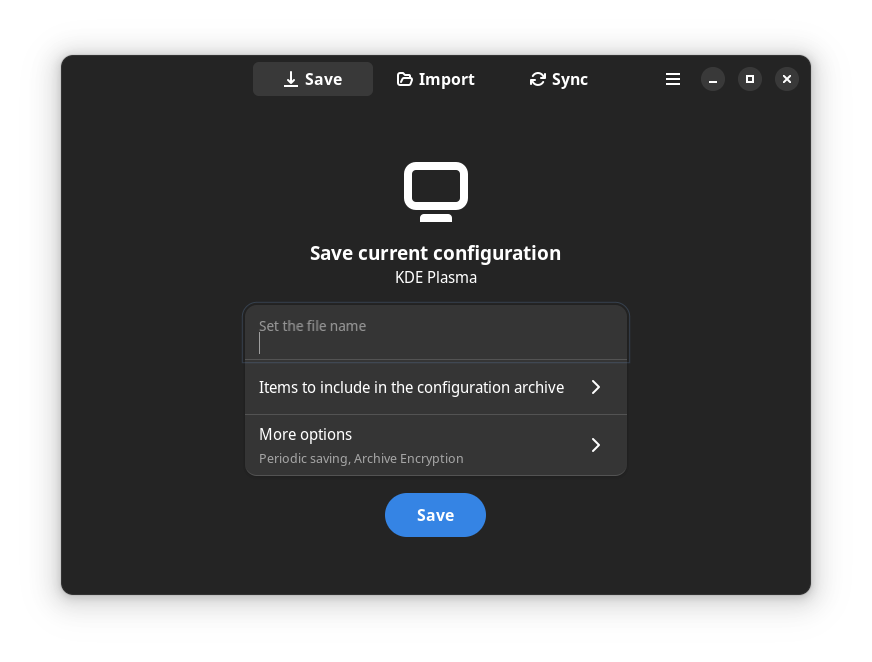 Save
Import
Sync
Save current configuration
KDE Plasma
Set the file name
Items to include in the configuration archive
More options
Periodic saving, Archive Encryption
Save